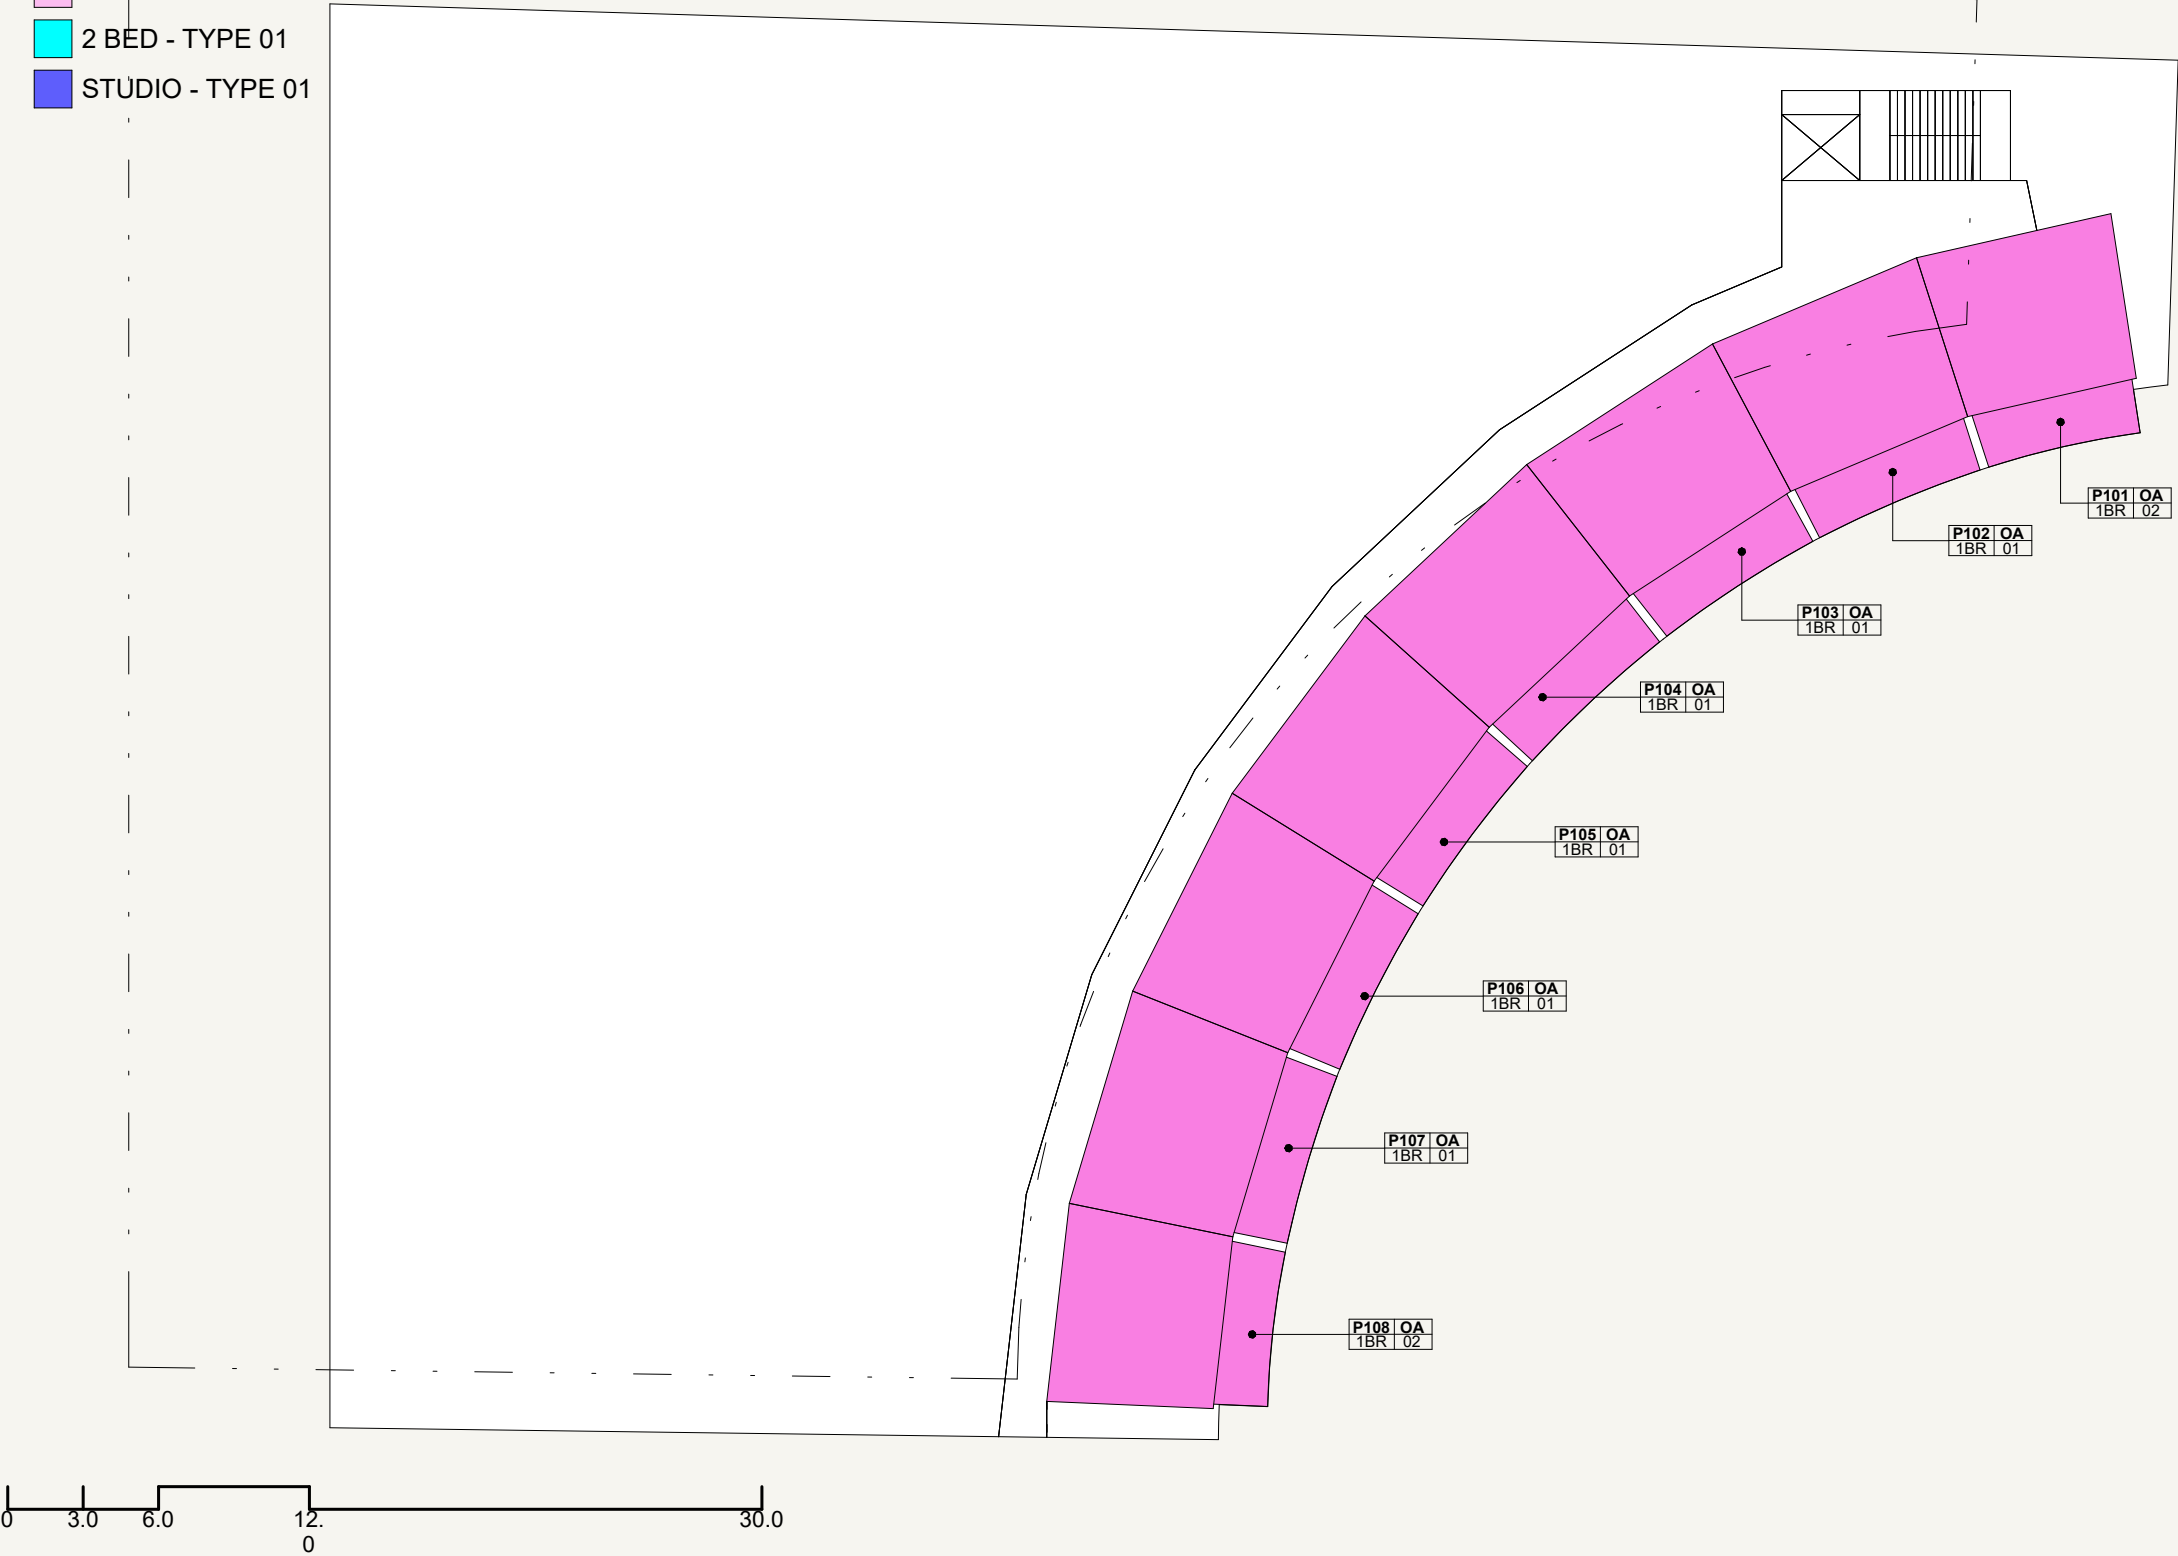 2 BED - TYPE 01
STUDIO - TYPE 01
P101 OA
1BR 02
P102 OA
1BR 01
P103 OA
1BR 01
P104 OA
1BR 01
P105 OA
1BR 01
P106 OA
1BR 01
P107 OA
1BR 01
P108 OA
1BR 02
0 3.0 6.0 12. 30.0
0